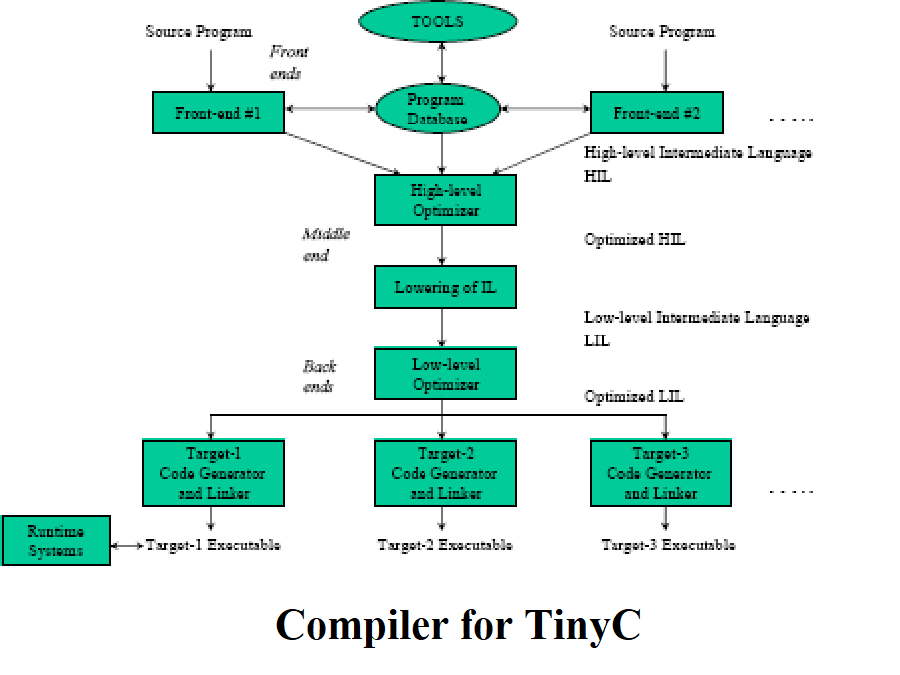 TOOLS
Source Program
Source Program
Front
ends
Front-end #1
Program
Database
Front-end #2
. . . . .
High-level Intermediate Language
HIL
High-level
Optimizer
Middle
end
Optimized HIL
Lowering of IL
Low-level Intermediate Language
LIL
Back
ends
Low-level
Optimizer
Optimized LIL
Target-1
Code Generator
and Linker
Target-2
Code Generator
and Linker
Target-3
Code Generator
and Linker
. . . . .
Runtime
Systems
Target-1 Executable
Target-2 Executable
Target-3 Executable
Compiler for TinyC